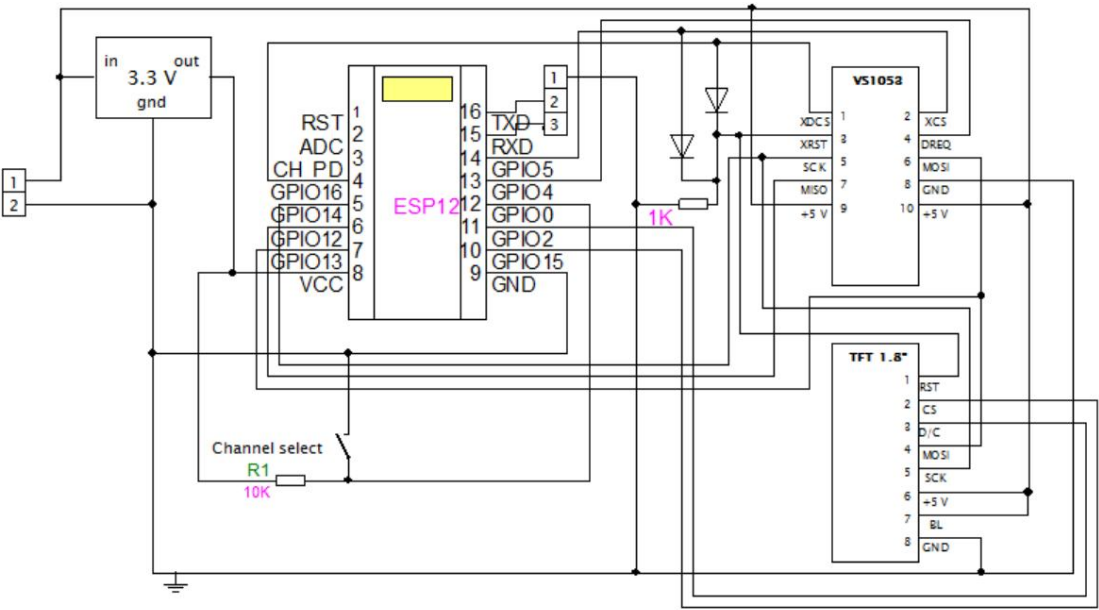 in out
3.3 V
gnd
1
2
ESP12
1
RST
2
ADC
3
CH PD
4
GPIO16
5
GPIO14
6
GPIO12
7
GPIO13
8
VCC
16
TXD
15
RXD
14
GPIO5
13
GPIO4
12
GPIO0
11
GPIO2
10
GPIO15
9
GND
1
2
3
1K
VS1053
XDCS 1 2 XCS
XRST 3 4 DREQ
SCK 5 6 MOSI
MISO 7 8 GND
+5 V 9 10 +5 V
TFT 1.8"
1 RST
2 CS
3 D/C
4 MOSI
5 SCK
6 +5 V
7 BL
8 GND
Channel select
R1
10K